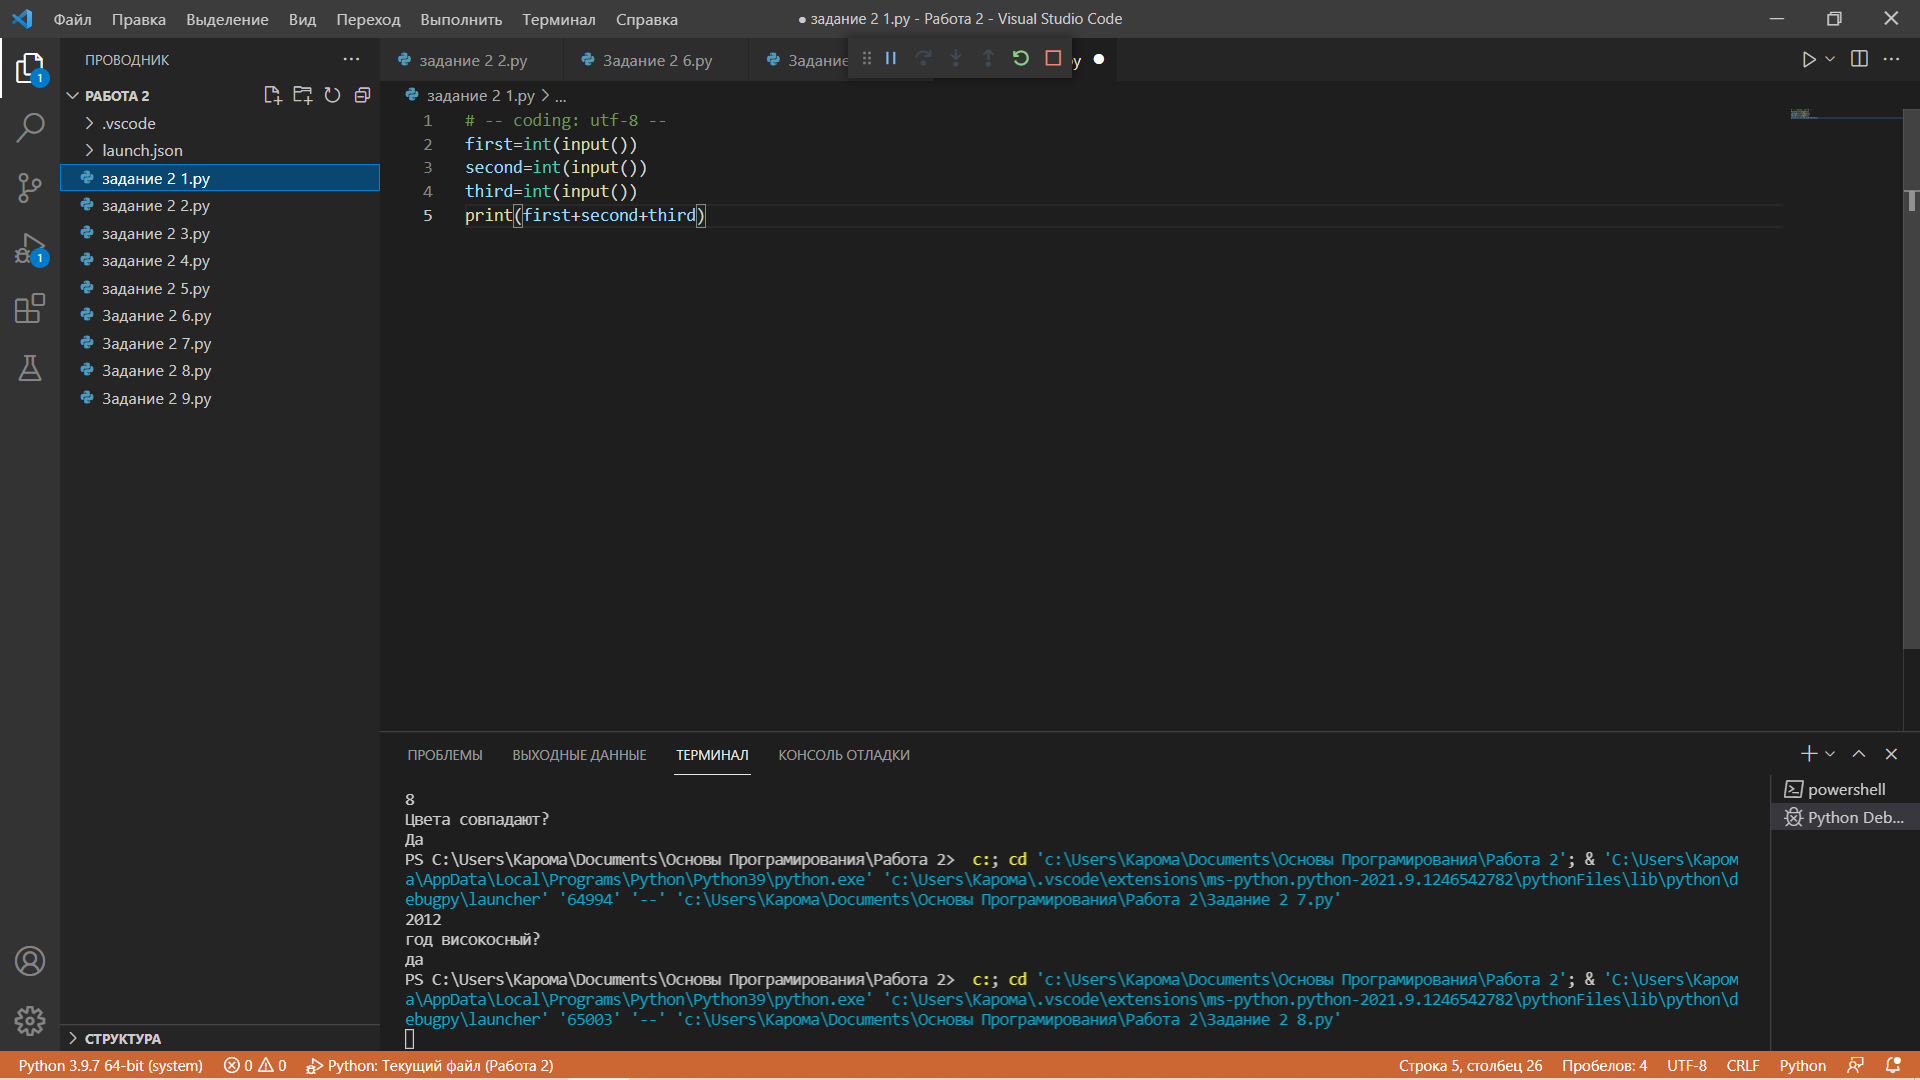 Файл Правка Выделение Вид Переход Выполнить Терминал Справка
● задание 2 1.py - Работа 2 - Visual Studio Code
ПРОВОДНИК
задание 2 2.py
Задание 2 6.py
Задание
py
РАБОТА 2
задание 2 1.py > ...
.vscode
launch.json
задание 2 1.py
задание 2 2.py
задание 2 3.py
задание 2 4.py
задание 2 5.py
Задание 2 6.py
Задание 2 7.py
Задание 2 8.py
Задание 2 9.py
1 # -- coding: utf-8 --
2 first=int(input())
3 second=int(input())
4 third=int(input())
5 print(first+second+third)
1
1
ПРОБЛЕМЫ ВЫХОДНЫЕ ДАННЫЕ ТЕРМИНАЛ КОНСОЛЬ ОТЛАДКИ
powershell
Python Deb...
8
Цвета совпадают?
Да
PS C:\Users\Карома\Documents\Основы Програмирования\Работа 2>  c:; cd 'c:\Users\Карома\Documents\Основы Програмирования\Работа 2'; & 'C:\Users\Каром
а\AppData\Local\Programs\Python\Python39\python.exe' 'c:\Users\Карома\.vscode\extensions\ms-python.python-2021.9.1246542782\pythonFiles\lib\python\d
ebugpy\launcher' '64994' '--' 'c:\Users\Карома\Documents\Основы Програмирования\Работа 2\Задание 2 7.py'
2012
год високосный?
да
PS C:\Users\Карома\Documents\Основы Програмирования\Работа 2>  c:; cd 'c:\Users\Карома\Documents\Основы Програмирования\Работа 2'; & 'C:\Users\Каром
а\AppData\Local\Programs\Python\Python39\python.exe' 'c:\Users\Карома\.vscode\extensions\ms-python.python-2021.9.1246542782\pythonFiles\lib\python\d
ebugpy\launcher' '65003' '--' 'c:\Users\Карома\Documents\Основы Програмирования\Работа 2\Задание 2 8.py'
СТРУКТУРА
Python 3.9.7 64-bit (system) 0 0 Python: Текущий файл (Работа 2)
Строка 5, столбец 26 Пробелов: 4 UTF-8 CRLF Python